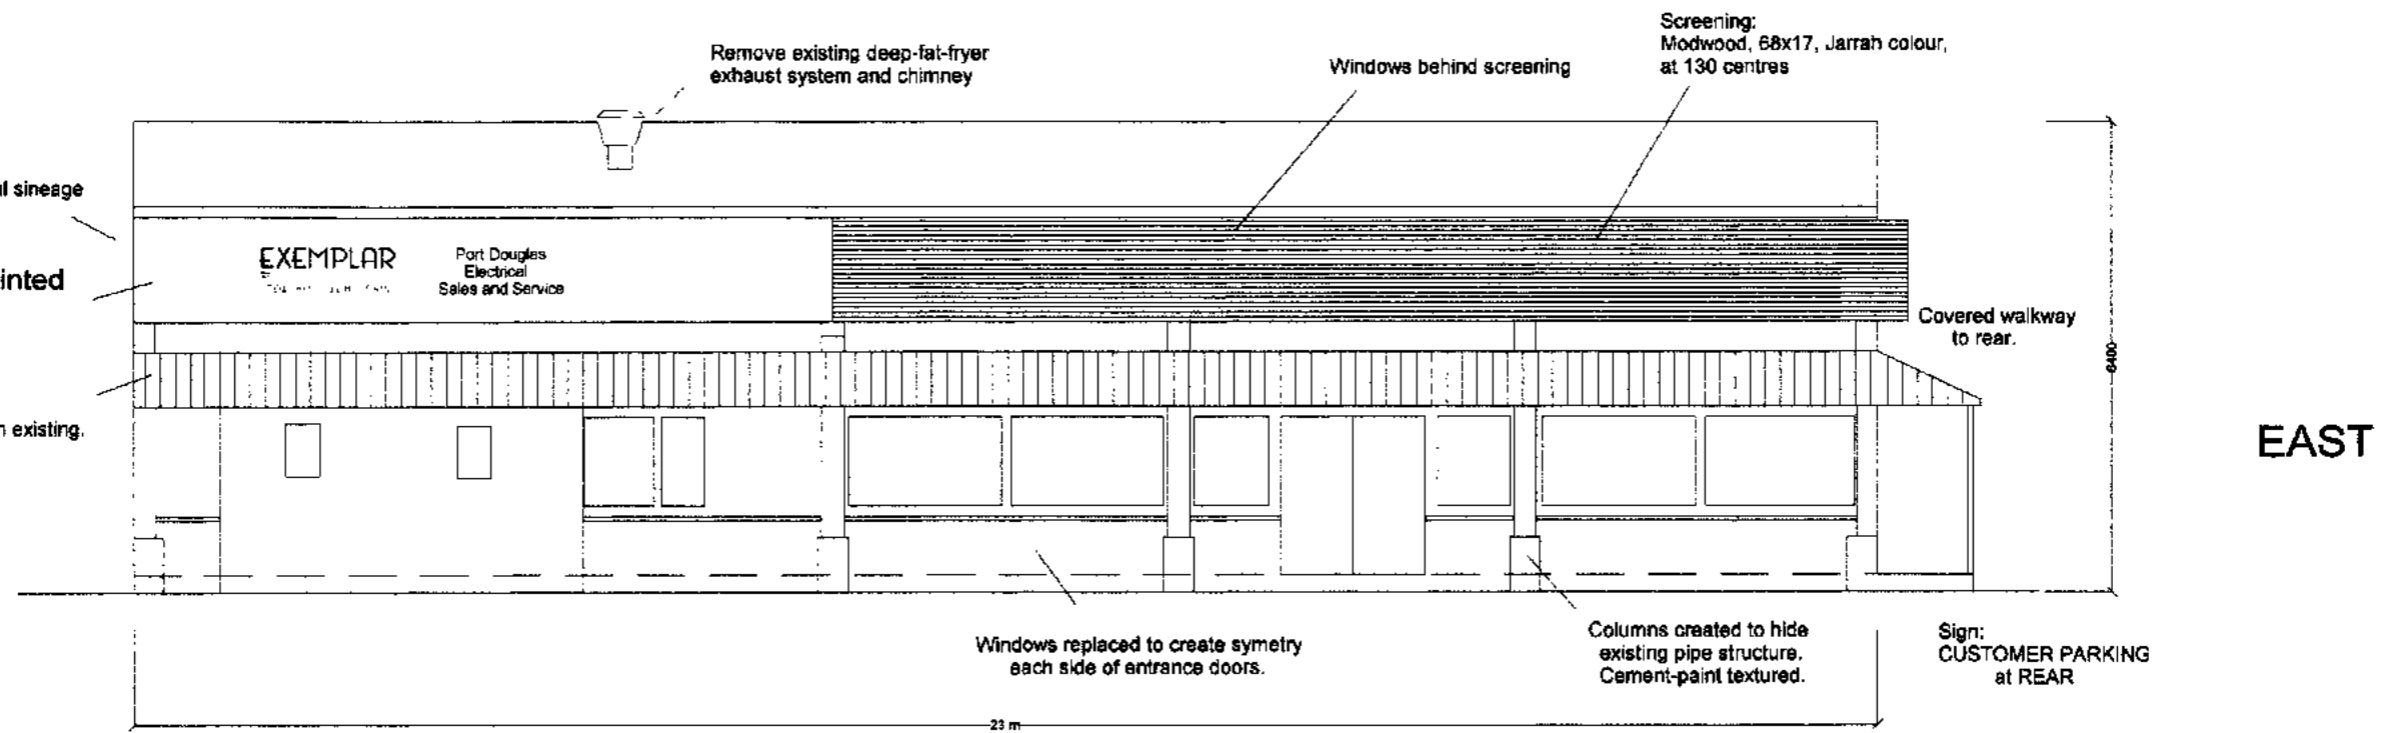 Screening:
Modwood, 68x17, Jarrah colour,
at 130 centres
Remove existing deep-fat-fryer
exhaust system and chimney
Windows behind screening
sineage
EXEMPLAR
Port Douglas
Electrical
Sales and Service
Covered walkway
to rear.
6400
existing.
EAST
Windows replaced to create symetry
each side of entrance doors.
Columns created to hide
existing pipe structure.
Cement-paint textured.
Sign:
CUSTOMER PARKING
at REAR
23 m